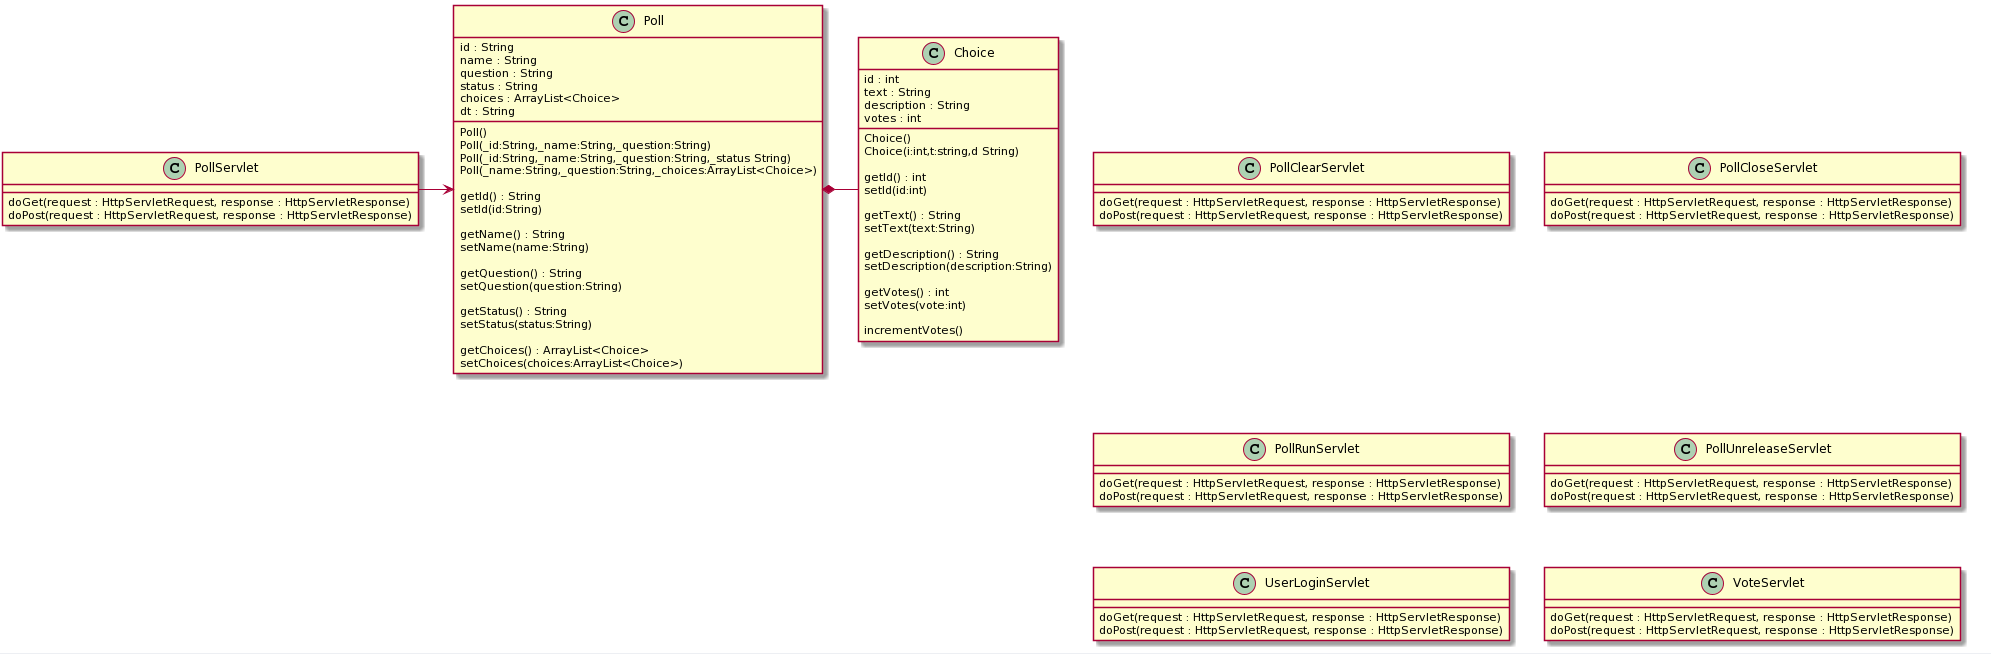 C PollServlet
doGet(request : HttpServletRequest, response : HttpServletResponse)
doPost(request : HttpServletRequest, response : HttpServletResponse)
C Poll
id : String
name : String
question : String
status : String
choices : ArrayList<Choice>
dt : String
Poll()
Poll(_id:String,_name:String,_question:String)
Poll(_id:String,_name:String,_question:String,_status String)
Poll(_name:String,_question:String,_choices:ArrayList<Choice>)
getId() : String
setId(id:String)
getName() : String
setName(name:String)
getQuestion() : String
setQuestion(question:String)
getStatus() : String
setStatus(status:String)
getChoices() : ArrayList<Choice>
setChoices(choices:ArrayList<Choice>)
C Choice
id : int
text : String
description : String
votes : int
Choice()
Choice(i:int,t:string,d String)
getId() : int
setId(id:int)
getText() : String
setText(text:String)
getDescription() : String
setDescription(description:String)
getVotes() : int
setVotes(vote:int)
incrementVotes()
C PollClearServlet
doGet(request : HttpServletRequest, response : HttpServletResponse)
doPost(request : HttpServletRequest, response : HttpServletResponse)
C PollCloseServlet
doGet(request : HttpServletRequest, response : HttpServletResponse)
doPost(request : HttpServletRequest, response : HttpServletResponse)
C PollRunServlet
doGet(request : HttpServletRequest, response : HttpServletResponse)
doPost(request : HttpServletRequest, response : HttpServletResponse)
C PollUnreleaseServlet
doGet(request : HttpServletRequest, response : HttpServletResponse)
doPost(request : HttpServletRequest, response : HttpServletResponse)
C UserLoginServlet
doGet(request : HttpServletRequest, response : HttpServletResponse)
doPost(request : HttpServletRequest, response : HttpServletResponse)
C VoteServlet
doGet(request : HttpServletRequest, response : HttpServletResponse)
doPost(request : HttpServletRequest, response : HttpServletResponse)